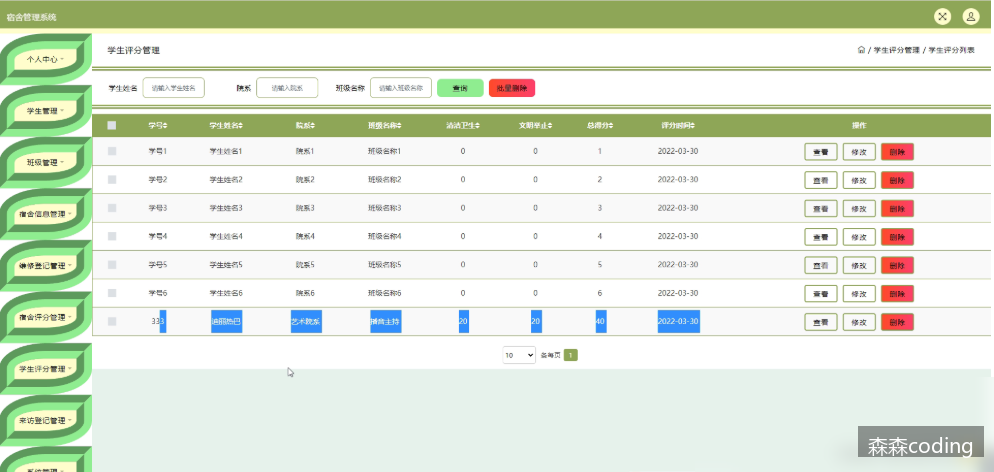 宿舍管理系统
个人中心
学生管理
班级管理
宿舍信息管理
维修登记管理
宿舍评分管理
学生评分管理
来访登记管理
系统管理
学生评分管理
/ 学生评分管理 / 学生评分列表
学生姓名 请输入学生姓名 院系 请输入院系 班级名称 请输入班级名称 查询 批量删除
学号 学生姓名 院系 班级名称 清洁卫生 文明举止 总得分 评分时间 操作
学号1 学生姓名1 院系1 班级名称1 0 0 1 2022-03-30 查看 修改 删除
学号2 学生姓名2 院系2 班级名称2 0 0 2 2022-03-30 查看 修改 删除
学号3 学生姓名3 院系3 班级名称3 0 0 3 2022-03-30 查看 修改 删除
学号4 学生姓名4 院系4 班级名称4 0 0 4 2022-03-30 查看 修改 删除
学号5 学生姓名5 院系5 班级名称5 0 0 5 2022-03-30 查看 修改 删除
学号6 学生姓名6 院系6 班级名称6 0 0 6 2022-03-30 查看 修改 删除
333 迪丽热巴 艺术院系 播音主持 20 20 40 2022-03-30 查看 修改 删除
10 条每页 1
森森coding